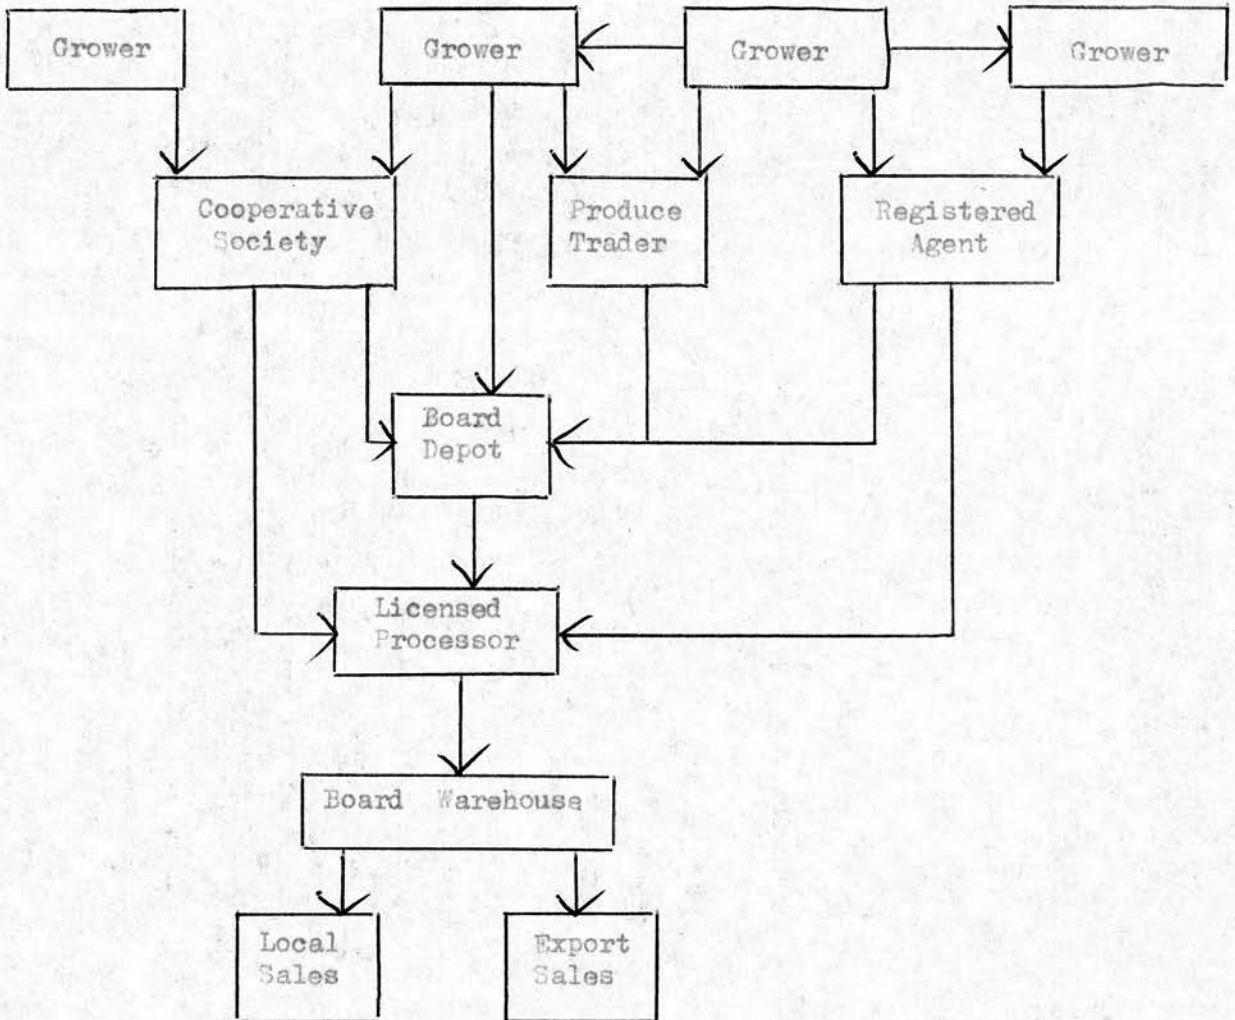 Grower
Grower
Grower
Grower
Cooperative
Society
Produce
Trader
Registered
Agent
Board
Depot
Licensed
Processor
Board Warehouse
Local
Sales
Export
Sales